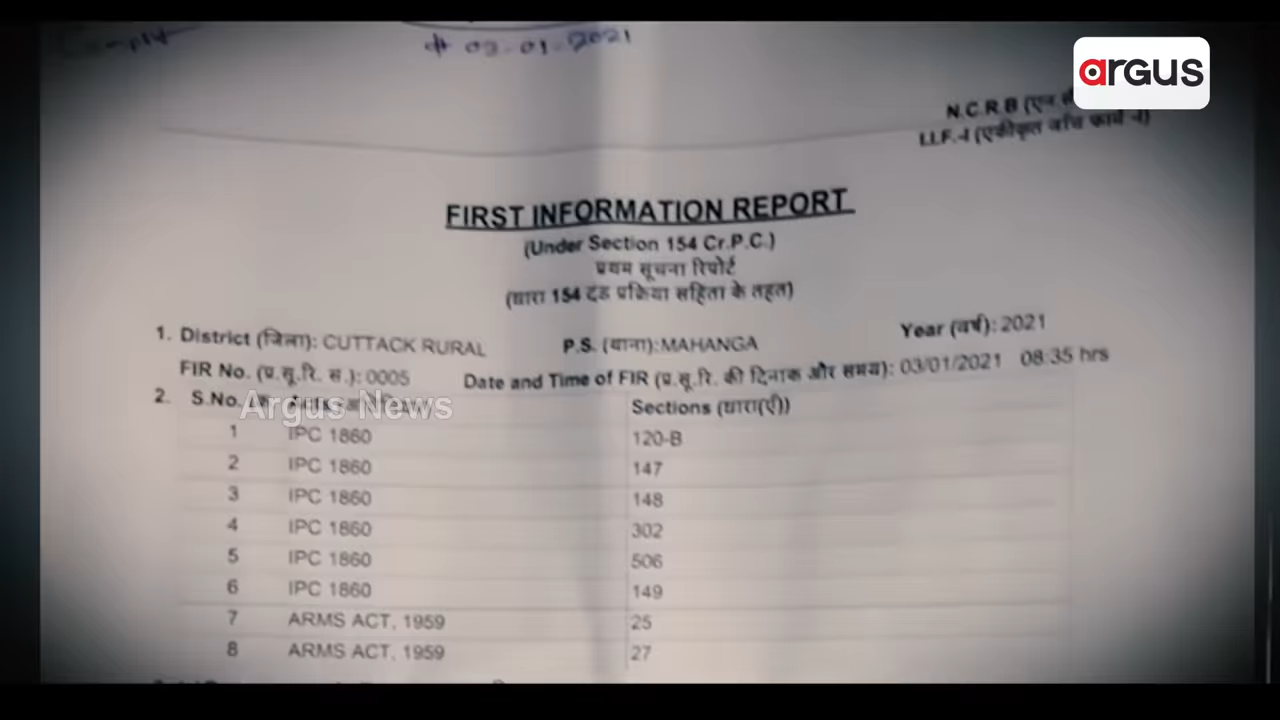 dt 03-01-2021
argus
N.C.R.B (एन.सी
I.I.F.-I (एकीकृत जाँच फार्म -I)
FIRST INFORMATION REPORT
(Under Section 154 Cr.P.C.)
प्रथम सूचना रिपोर्ट
(धारा 154 दंड प्रक्रिया सहिता के तहत)
1. District (जिला): CUTTACK RURAL P.S. (थाना): MAHANGA Year (वर्ष): 2021
FIR No. (प्र.सू.रि. स.): 0005 Date and Time of FIR (प्र.सू.रि. की दिनाक और समय): 03/01/2021 08:35 hrs
2. S.No. Sections (धारा(एँ))
Argus News
1 IPC 1860 120-B
2 IPC 1860 147
3 IPC 1860 148
4 IPC 1860 302
5 IPC 1860 506
6 IPC 1860 149
7 ARMS ACT, 1959 25
8 ARMS ACT, 1959 27